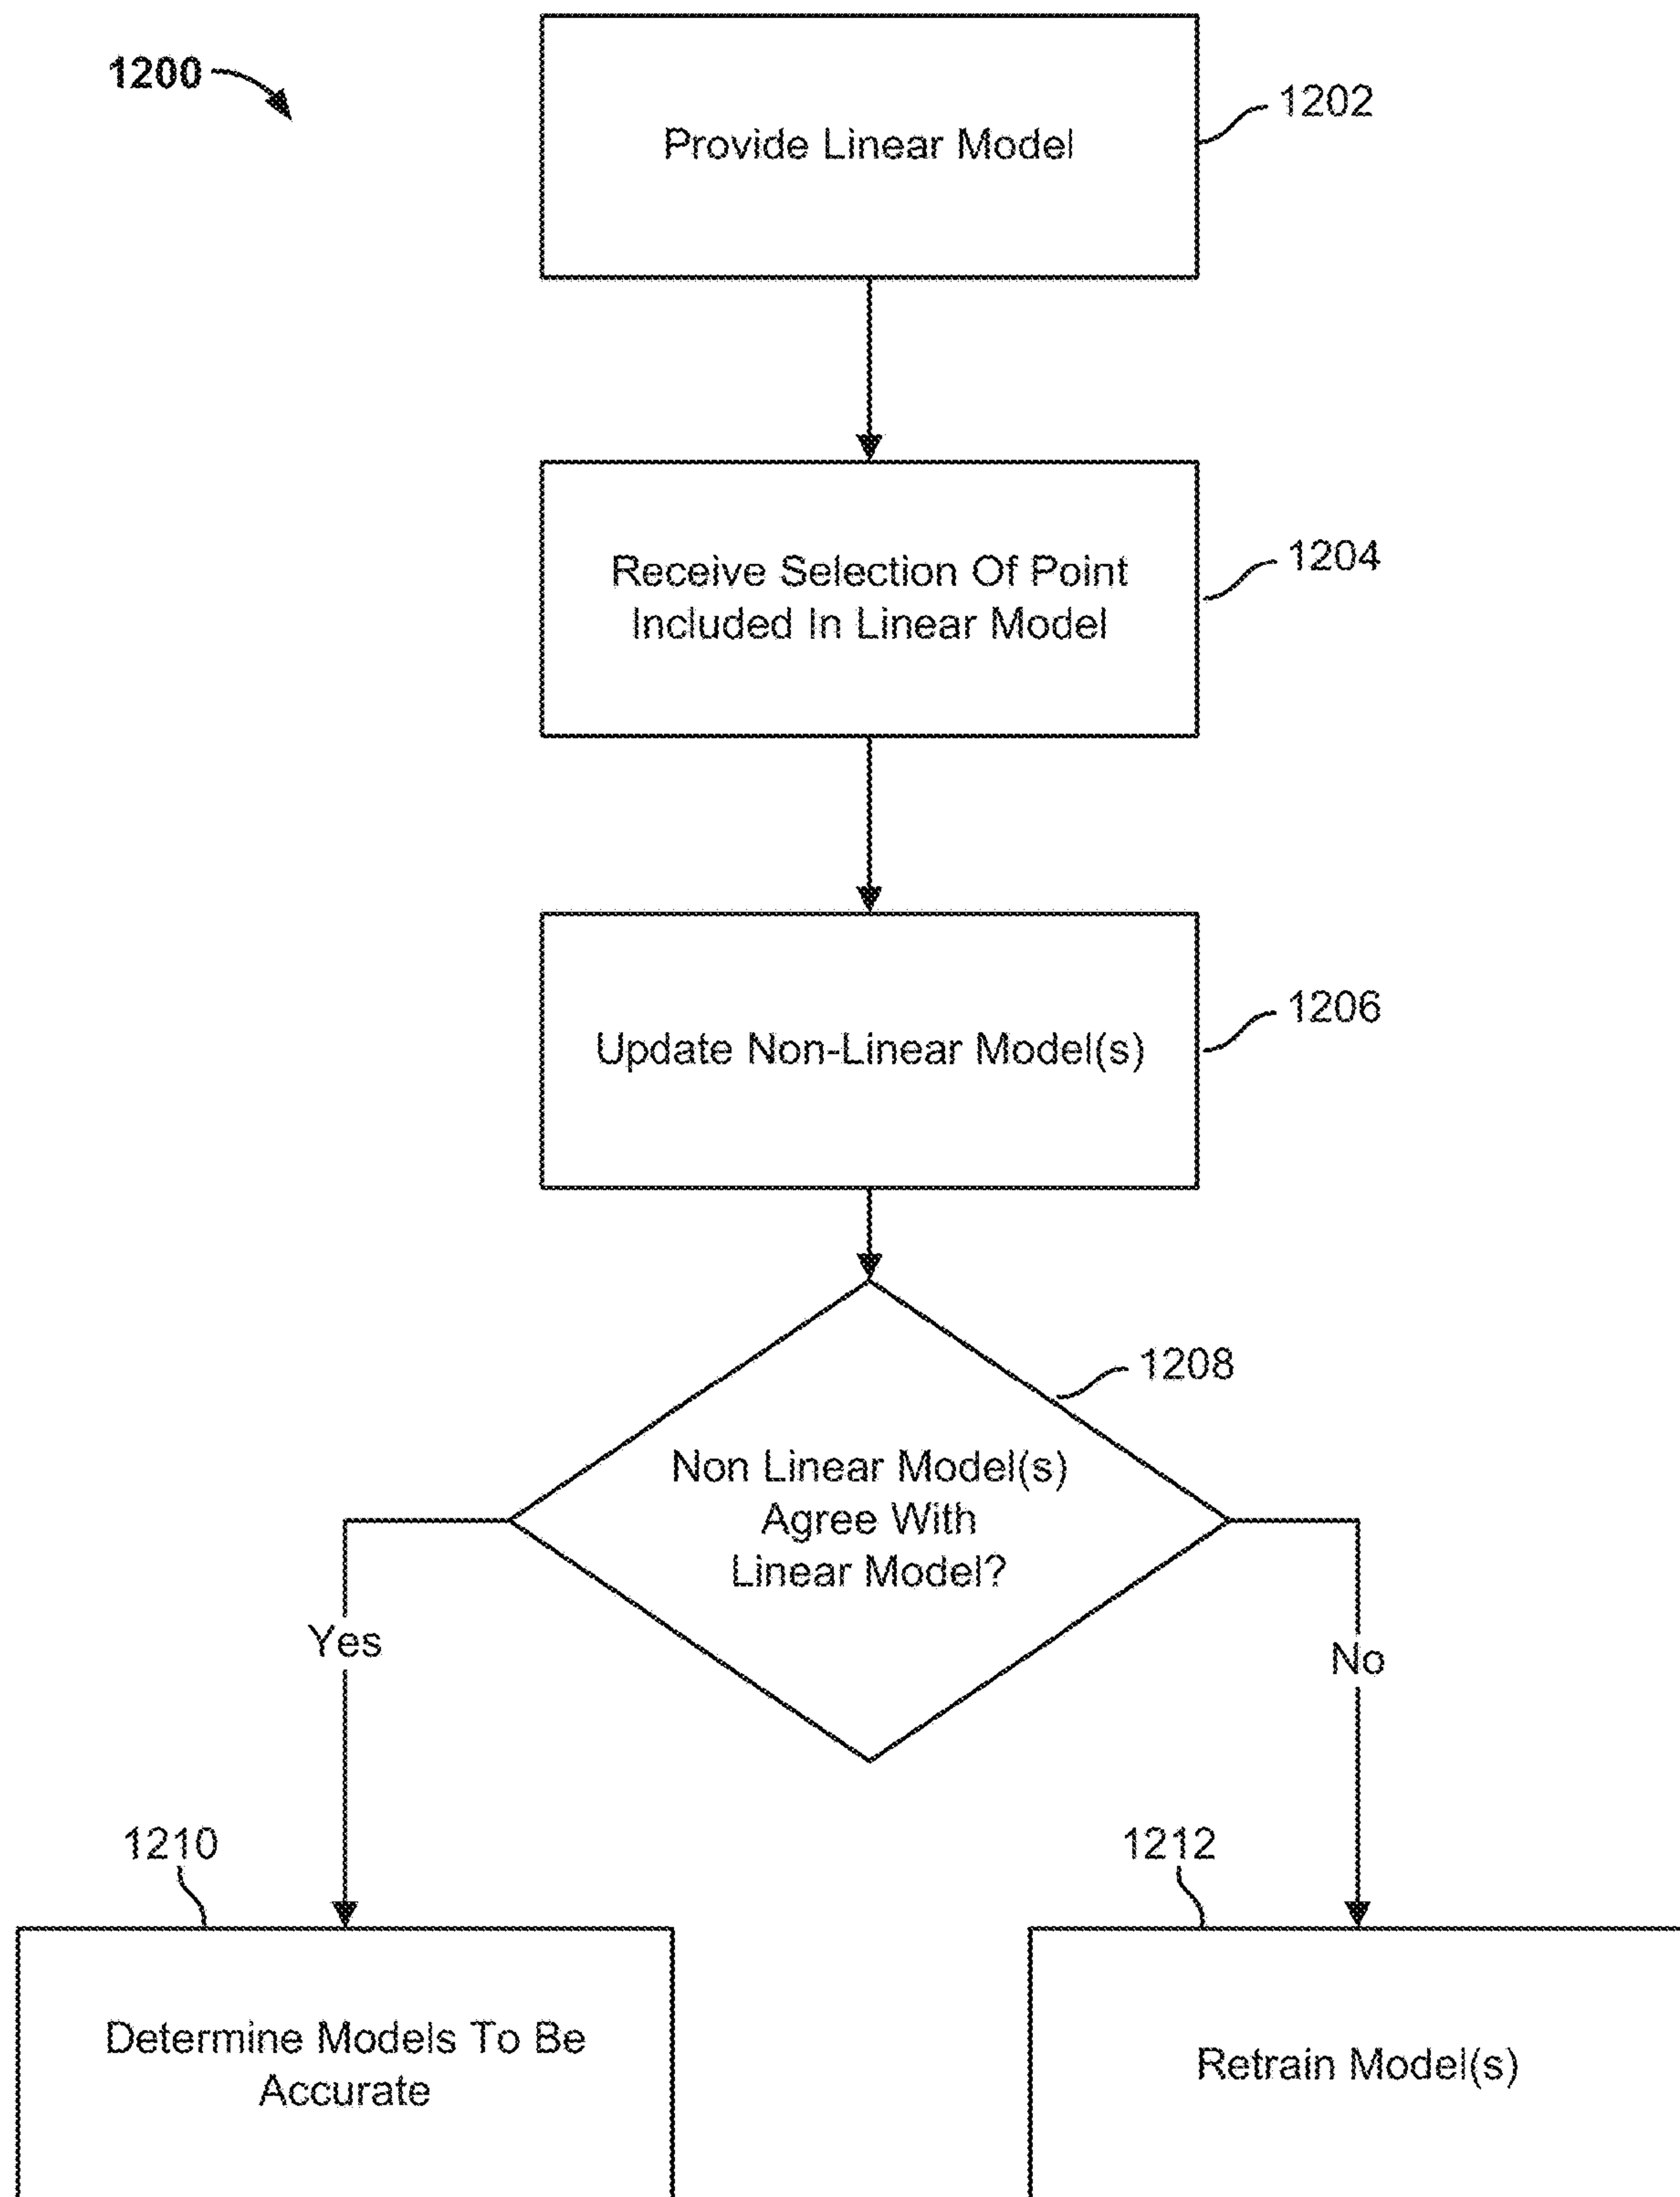 1200
Provide Linear Model
1202
Receive Selection Of Point
Included In Linear Model
1204
Update Non-Linear Model(s)
1206
1208
Non Linear Model(s)
Agree With
Linear Model?
Yes
No
1210
1212
Determine Models To Be
Accurate
Retrain Model(s)